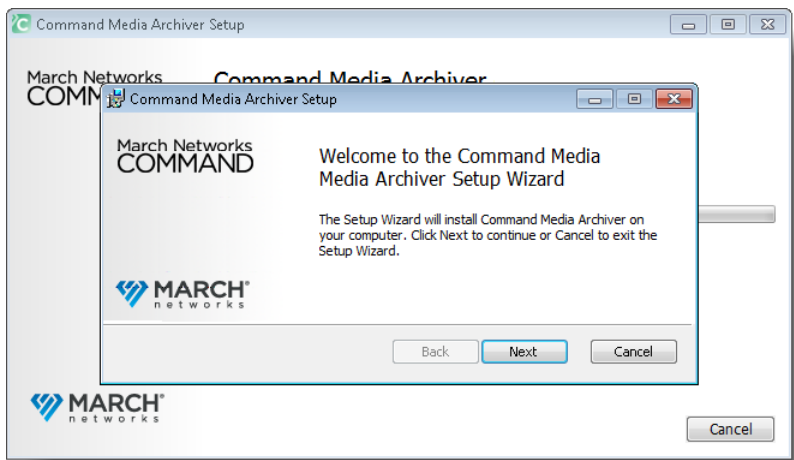 Command Media Archiver Setup
March Networks
Command Media Archiver
COMM
Command Media Archiver Setup
March Networks
COMMAND
Welcome to the Command Media
Media Archiver Setup Wizard
The Setup Wizard will install Command Media Archiver on
your computer. Click Next to continue or Cancel to exit the
Setup Wizard.
MARCH
networks
Back
Next
Cancel
MARCH
networks
Cancel